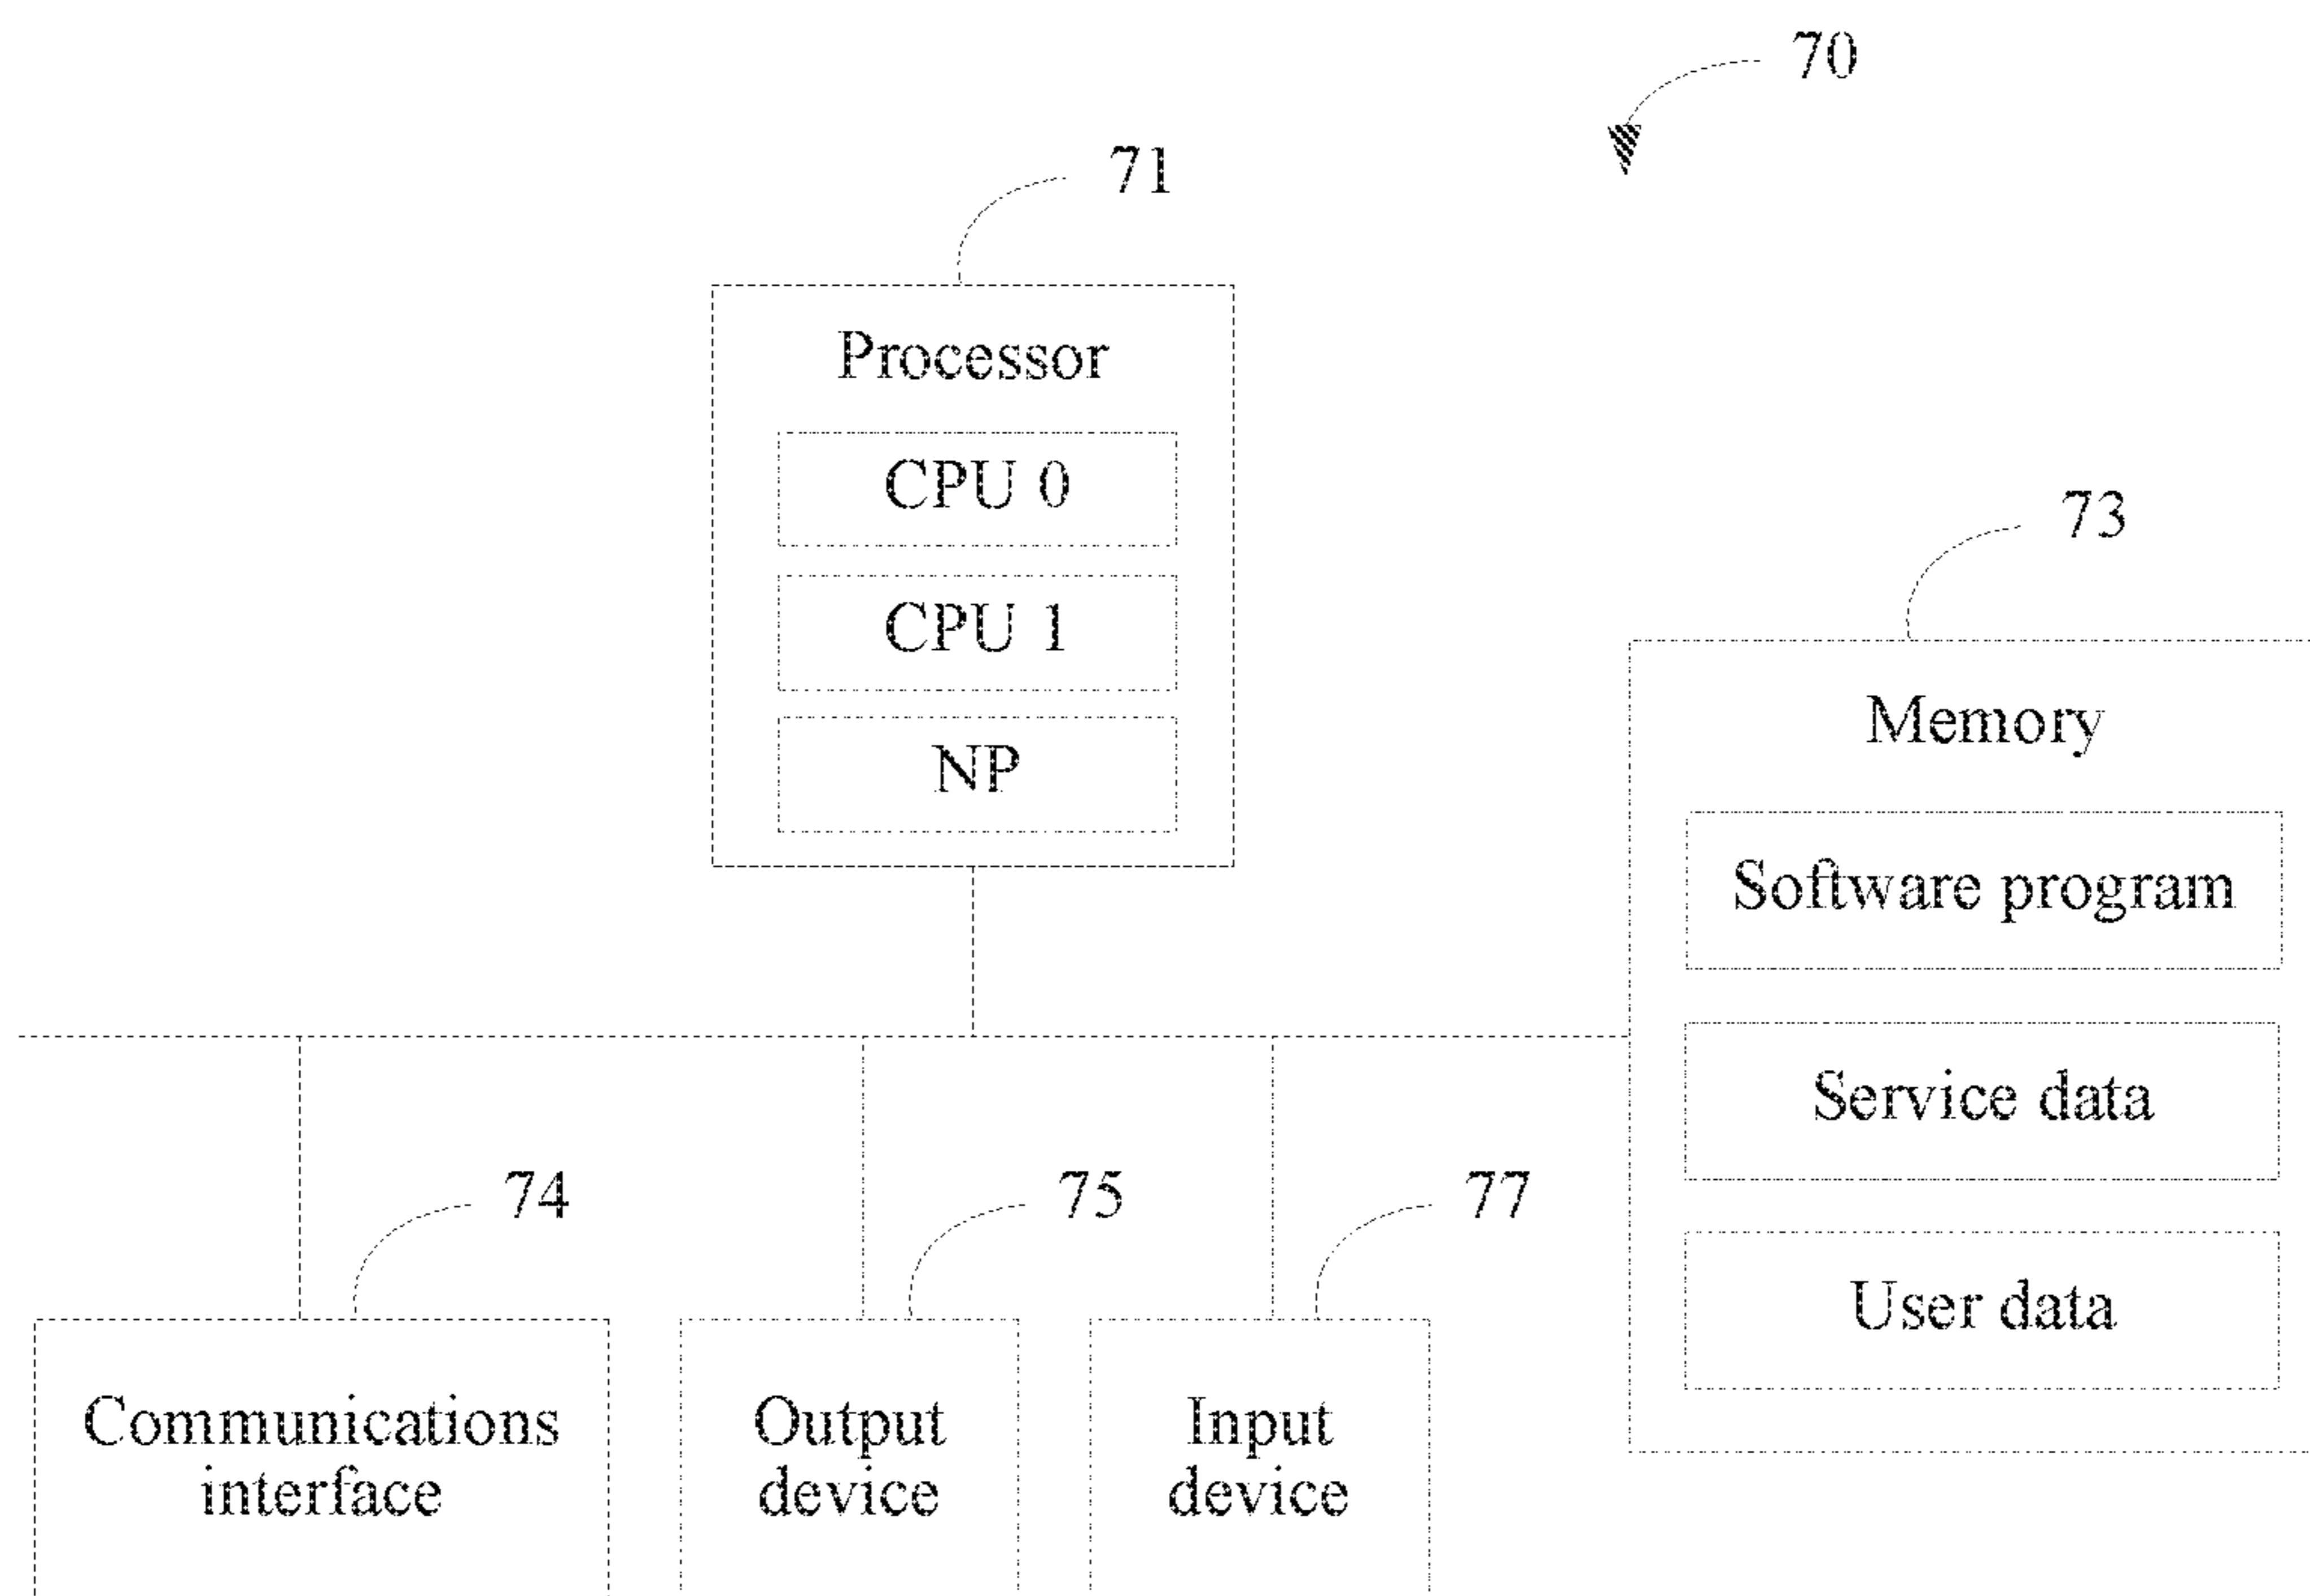 70
71
Processor
CPU 0
CPU 1
NP
73
Memory
Software program
Service data
User data
74
75
77
Communications
interface
Output
device
Input
device